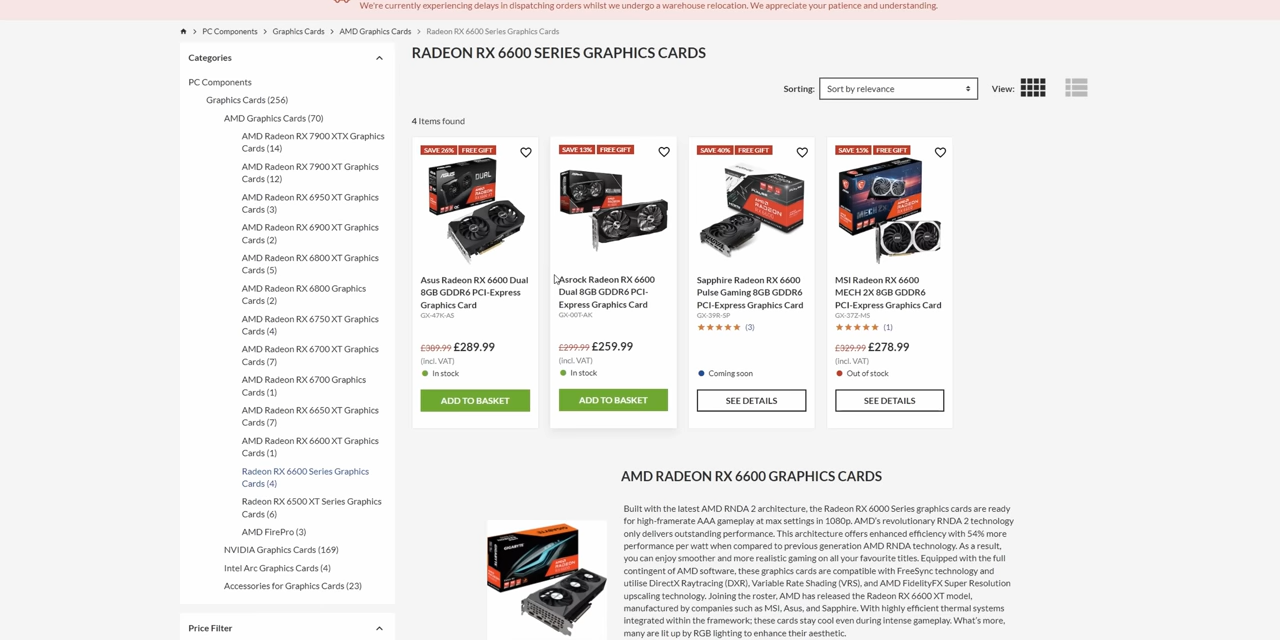 We're currently experiencing delays in dispatching orders whilst we undergo a warehouse relocation. We appreciate your patience and understanding.
PC Components
Graphics Cards
AMD Graphics Cards
Radeon RX 6600 Series Graphics Cards
Categories
PC Components
Graphics Cards (256)
AMD Graphics Cards (70)
AMD Radeon RX 7900 XTX Graphics
Cards (14)
AMD Radeon RX 7900 XT Graphics
Cards (12)
AMD Radeon RX 6950 XT Graphics
Cards (3)
AMD Radeon RX 6900 XT Graphics
Cards (2)
AMD Radeon RX 6800 XT Graphics
Cards (5)
AMD Radeon RX 6800 Graphics
Cards (2)
AMD Radeon RX 6750 XT Graphics
Cards (4)
AMD Radeon RX 6700 XT Graphics
Cards (7)
AMD Radeon RX 6700 Graphics
Cards (1)
AMD Radeon RX 6650 XT Graphics
Cards (7)
AMD Radeon RX 6600 XT Graphics
Cards (1)
Radeon RX 6600 Series Graphics
Cards (4)
Radeon RX 6500 XT Series Graphics
Cards (6)
AMD FirePro (3)
NVIDIA Graphics Cards (169)
Intel Arc Graphics Cards (4)
Accessories for Graphics Cards (23)
Price Filter
RADEON RX 6600 SERIES GRAPHICS CARDS
Sorting:
Sort by relevance
View:
4 Items found
SAVE 26% FREE GIFT
DUAL
Asus Radeon RX 6600 Dual
8GB GDDR6 PCI-Express
Graphics Card
GX-47K-AS
£389.99 £289.99
(incl. VAT)
In stock
ADD TO BASKET
SAVE 13% FREE GIFT
Asrock Radeon RX 6600
Dual 8GB GDDR6 PCI-
Express Graphics Card
GX-00T-AK
£299.99 £259.99
(incl. VAT)
In stock
ADD TO BASKET
SAVE 40% FREE GIFT
Sapphire Radeon RX 6600
Pulse Gaming 8GB GDDR6
PCI-Express Graphics Card
GX-39R-SP
(3)
Coming soon
SEE DETAILS
SAVE 15% FREE GIFT
MSI Radeon RX 6600
MECH 2X 8GB GDDR6
PCI-Express Graphics Card
GX-37Z-MS
(1)
£329.99 £278.99
(incl. VAT)
Out of stock
SEE DETAILS
AMD RADEON RX 6600 GRAPHICS CARDS
Built with the latest AMD RNDA 2 architecture, the Radeon RX 6000 Series graphics cards are ready
for high-framerate AAA gameplay at max settings in 1080p. AMD's revolutionary RNDA 2 technology
only delivers outstanding performance. This architecture offers enhanced efficiency with 54% more
performance per watt when compared to previous generation AMD RNDA technology. As a result,
you can enjoy smoother and more realistic gaming on all your favourite titles. Equipped with the full
contingent of AMD software, these graphics cards are compatible with FreeSync technology and
utilise DirectX Raytracing (DXR), Variable Rate Shading (VRS), and AMD FidelityFX Super Resolution
upscaling technology. Joining the roster, AMD has released the Radeon RX 6600 XT model,
manufactured by companies such as MSI, Asus, and Sapphire. With highly efficient thermal systems
integrated within the framework; these cards stay cool even during intense gameplay. What's more,
many are lit up by RGB lighting to enhance their aesthetic.